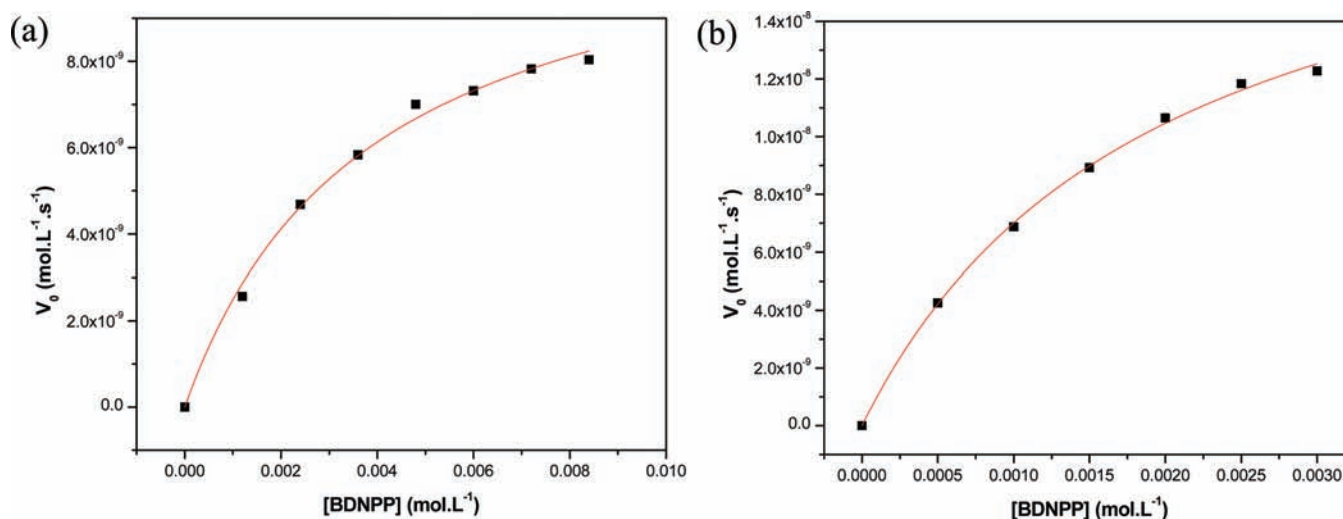 (a)
8.0x10⁻⁹
6.0x10⁻⁹
4.0x10⁻⁹
2.0x10⁻⁹
0.0
V₀ (mol.L⁻¹.s⁻¹)
0.000 0.002 0.004 0.006 0.008 0.010
[BDNPP] (mol.L⁻¹)
(b)
1.4x10⁻⁸
1.2x10⁻⁸
1.0x10⁻⁸
8.0x10⁻⁹
6.0x10⁻⁹
4.0x10⁻⁹
2.0x10⁻⁹
0.0
V₀ (mol.L⁻¹.s⁻¹)
0.0000 0.0005 0.0010 0.0015 0.0020 0.0025 0.0030
[BDNPP] (mol.L⁻¹)